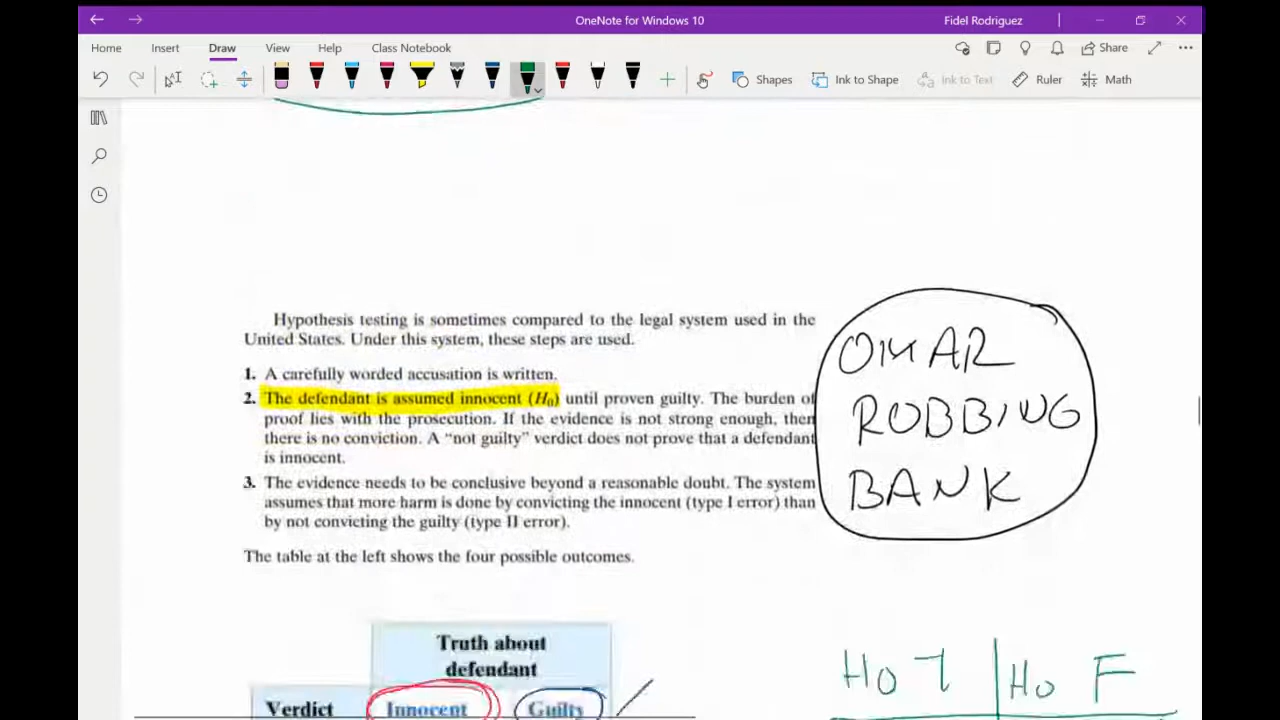 OneNote for Windows 10
Fidel Rodriguez
Home Insert Draw View Help Class Notebook
Share
Shapes Ink to Shape Ink to Text Ruler Math
Hypothesis testing is sometimes compared to the legal system used in the
United States. Under this system, these steps are used.
1. A carefully worded accusation is written.
2. The defendant is assumed innocent (H0) until proven guilty. The burden of
proof lies with the prosecution. If the evidence is not strong enough, then
there is no conviction. A “not guilty” verdict does not prove that a defendant
is innocent.
3. The evidence needs to be conclusive beyond a reasonable doubt. The system
assumes that more harm is done by convicting the innocent (type I error) than
by not convicting the guilty (type II error).
The table at the left shows the four possible outcomes.
OMAR
ROBBING
BANK
Truth about
defendant
Verdict Innocent Guilty
Ho T Ho F